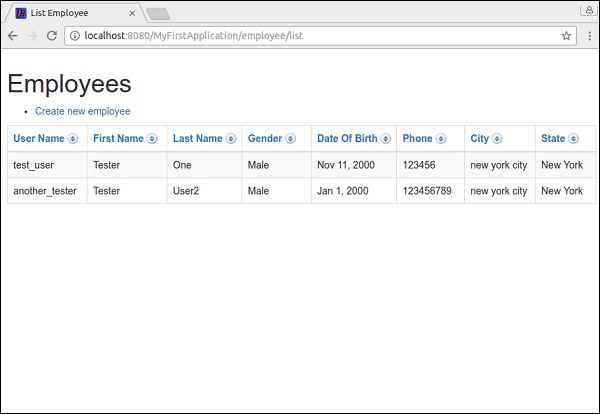 List Employee
localhost:8080/MyFirstApplication/employee/list
Employees
Create new employee
User Name First Name Last Name Gender Date Of Birth Phone City State
test_user Tester One Male Nov 11, 2000 123456 new york city New York
another_tester Tester User2 Male Jan 1, 2000 123456789 new york city New York